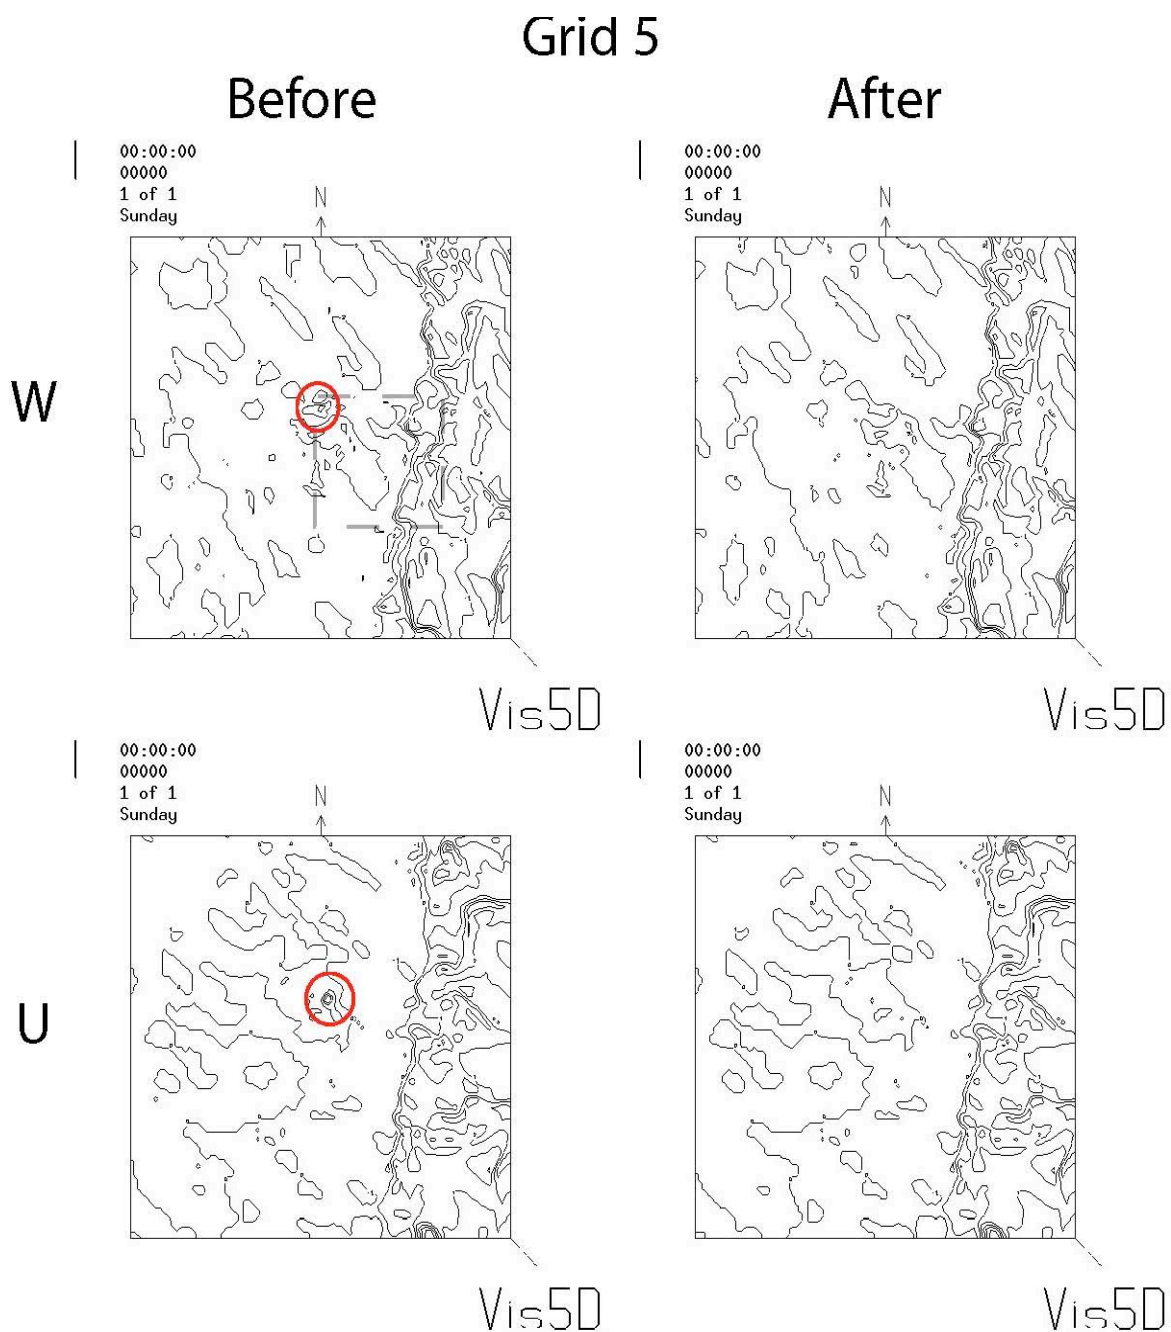 Grid 5
Before After
00:00:00 00:00:00
00000 00000
1 of 1 1 of 1
Sunday Sunday
N N
W
Vis5D Vis5D
00:00:00 00:00:00
00000 00000
1 of 1 1 of 1
Sunday Sunday
N N
-1 -1
U
Vis5D Vis5D